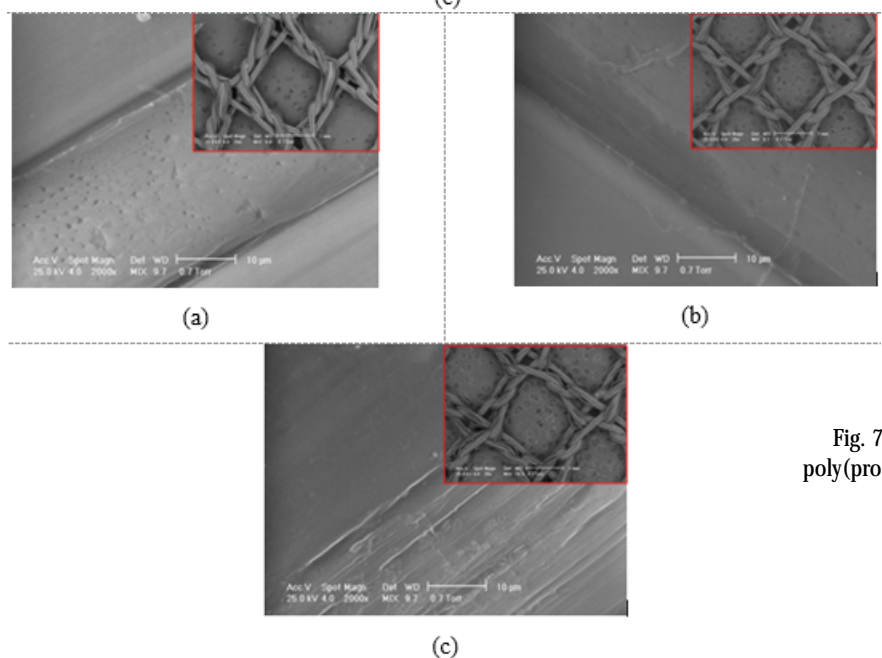 (c)
Acc.V Spot Magn Det WD 10 µm
25.0 kV 4.0 2000x MIX 9.7 0.7 Torr
(a)
Acc.V Spot Magn Det WD 10 µm
25.0 kV 4.0 2000x MIX 9.7 0.7 Torr
(b)
Fig. 7
poly(pro
Acc.V Spot Magn Det WD 10 µm
25.0 kV 4.0 2000x MIX 9.7 0.7 Torr
(c)